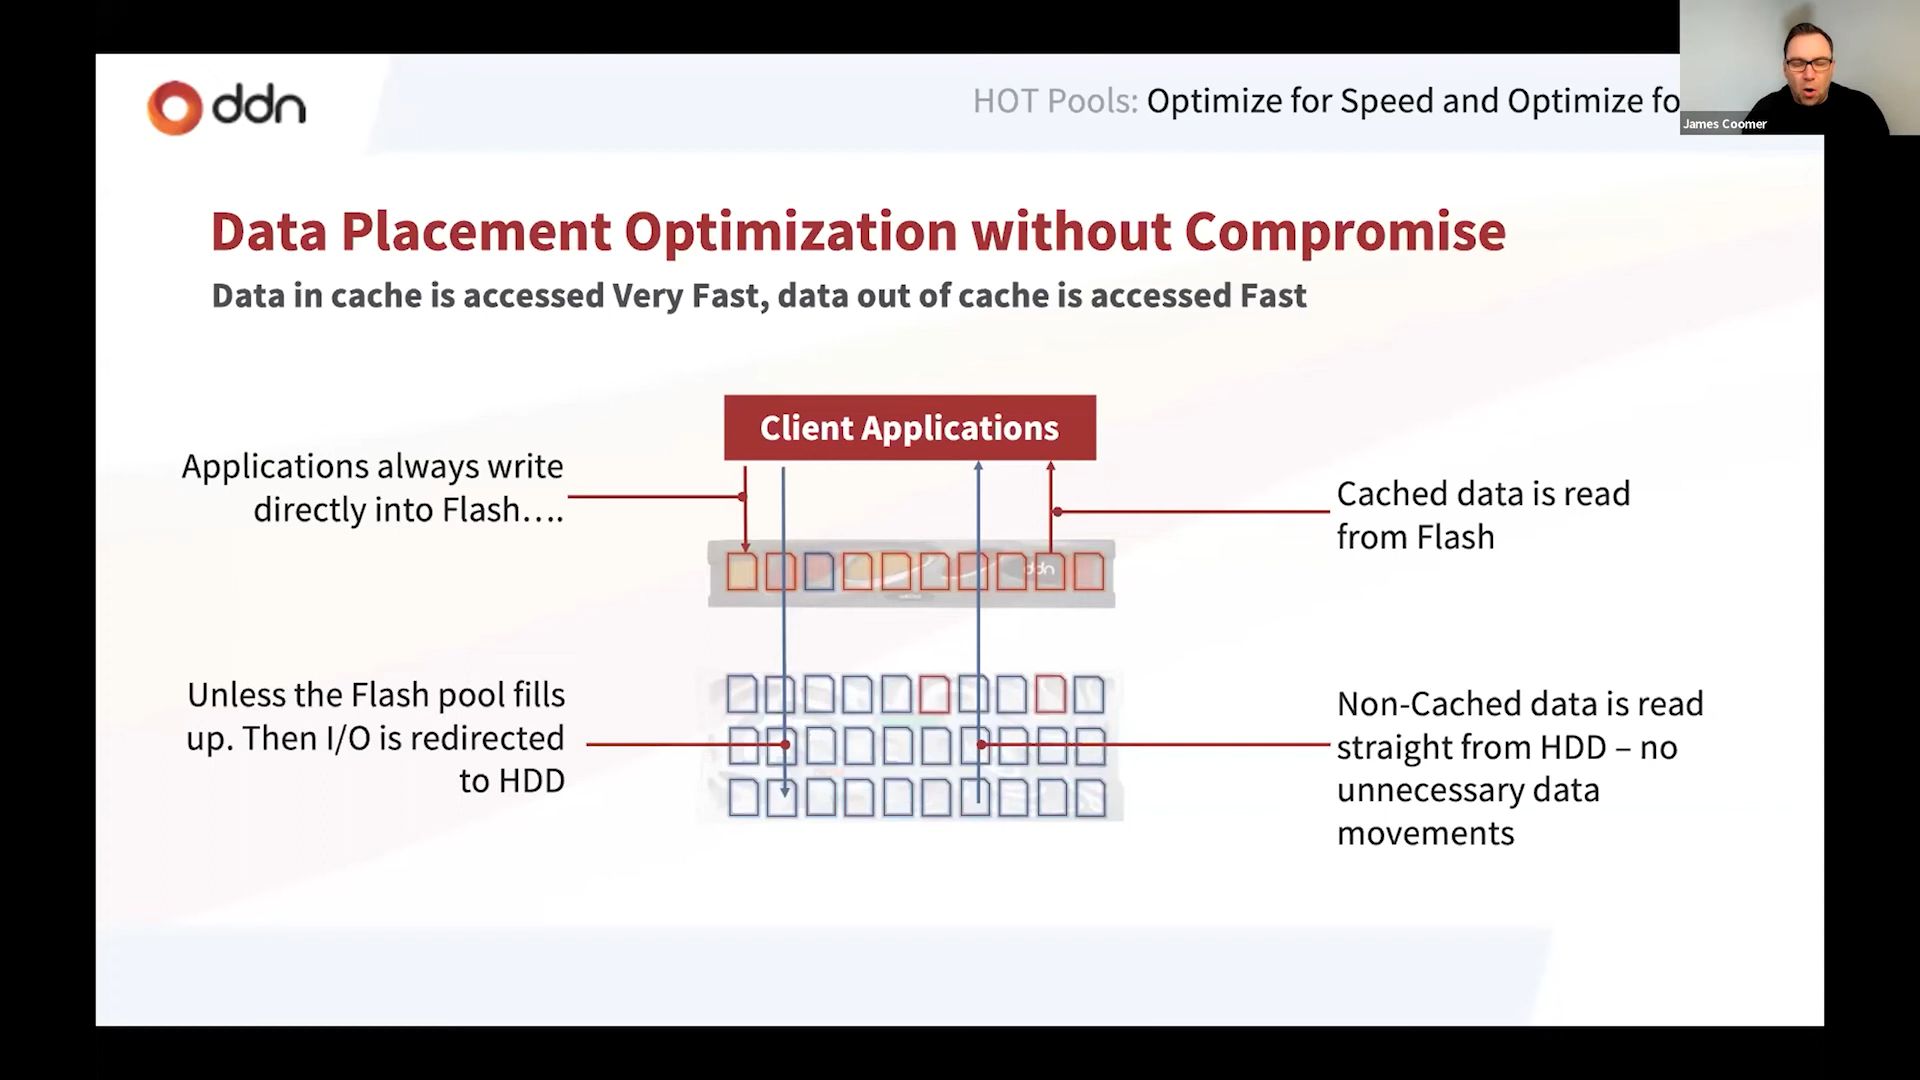 ddn
HOT Pools: Optimize for Speed and Optimize fo
James Coomer
Data Placement Optimization without Compromise
Data in cache is accessed Very Fast, data out of cache is accessed Fast
Client Applications
Applications always write
directly into Flash….
Cached data is read
from Flash
ddn
Unless the Flash pool fills
up. Then I/O is redirected
to HDD
Non-Cached data is read
straight from HDD – no
unnecessary data
movements